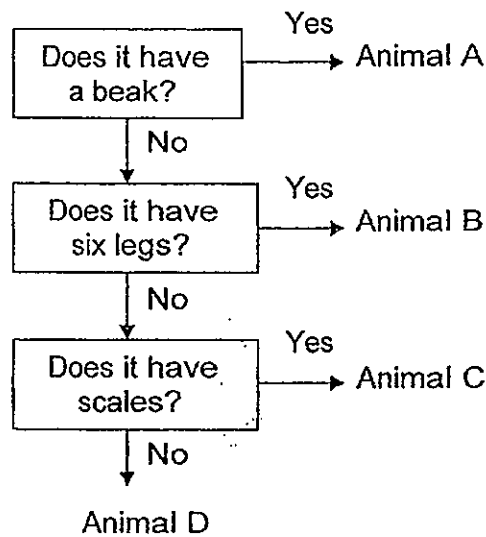 Does it have
a beak?
Yes
Animal A
No
Does it have
six legs?
Yes
Animal B
No
Does it have
scales?
Yes
Animal C
No
Animal D